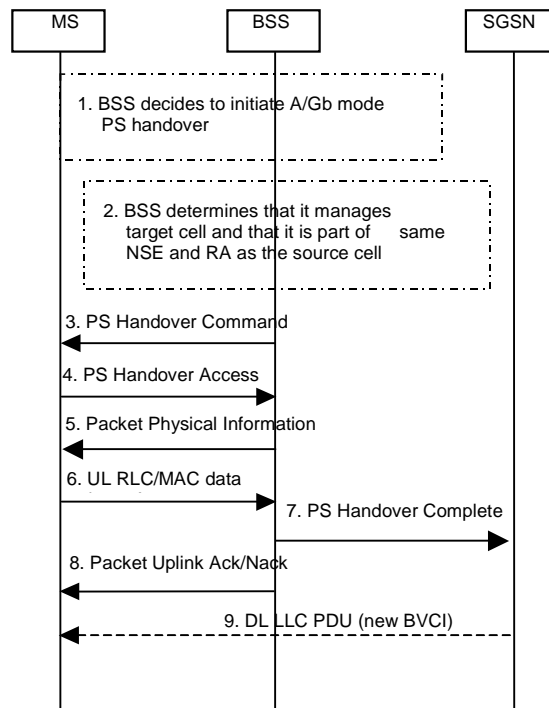 MS
BSS
SGSN
1. BSS decides to initiate A/Gb mode
PS handover
2. BSS determines that it manages
target cell and that it is part of same
NSE and RA as the source cell
3. PS Handover Command
4. PS Handover Access
5. Packet Physical Information
6. UL RLC/MAC data
7. PS Handover Complete
8. Packet Uplink Ack/Nack
9. DL LLC PDU (new BVCI)